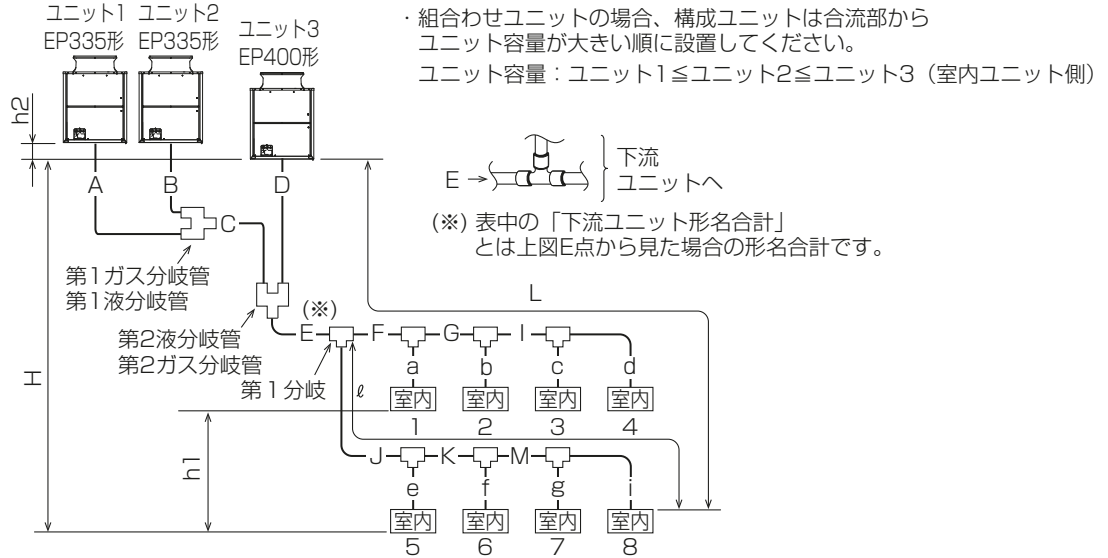 ユニット1
EP335形
ユニット2
EP335形
ユニット3
EP400形
・組合わせユニットの場合、構成ユニットは合流部から
ユニット容量が大きい順に設置してください。
ユニット容量：ユニット1≦ユニット2≦ユニット3（室内ユニット側）
h2
A
B
D
E
下流
ユニットへ
(※) 表中の「下流ユニット形名合計」
とは上図E点から見た場合の形名合計です。
C
第1ガス分岐管
第1液分岐管
L
(※)
第2液分岐管
第2ガス分岐管
E
F
G
I
第1分岐
ℓ
H
a
b
c
d
室内
室内
室内
室内
1
2
3
4
h1
J
K
M
e
f
g
i
室内
室内
室内
室内
5
6
7
8